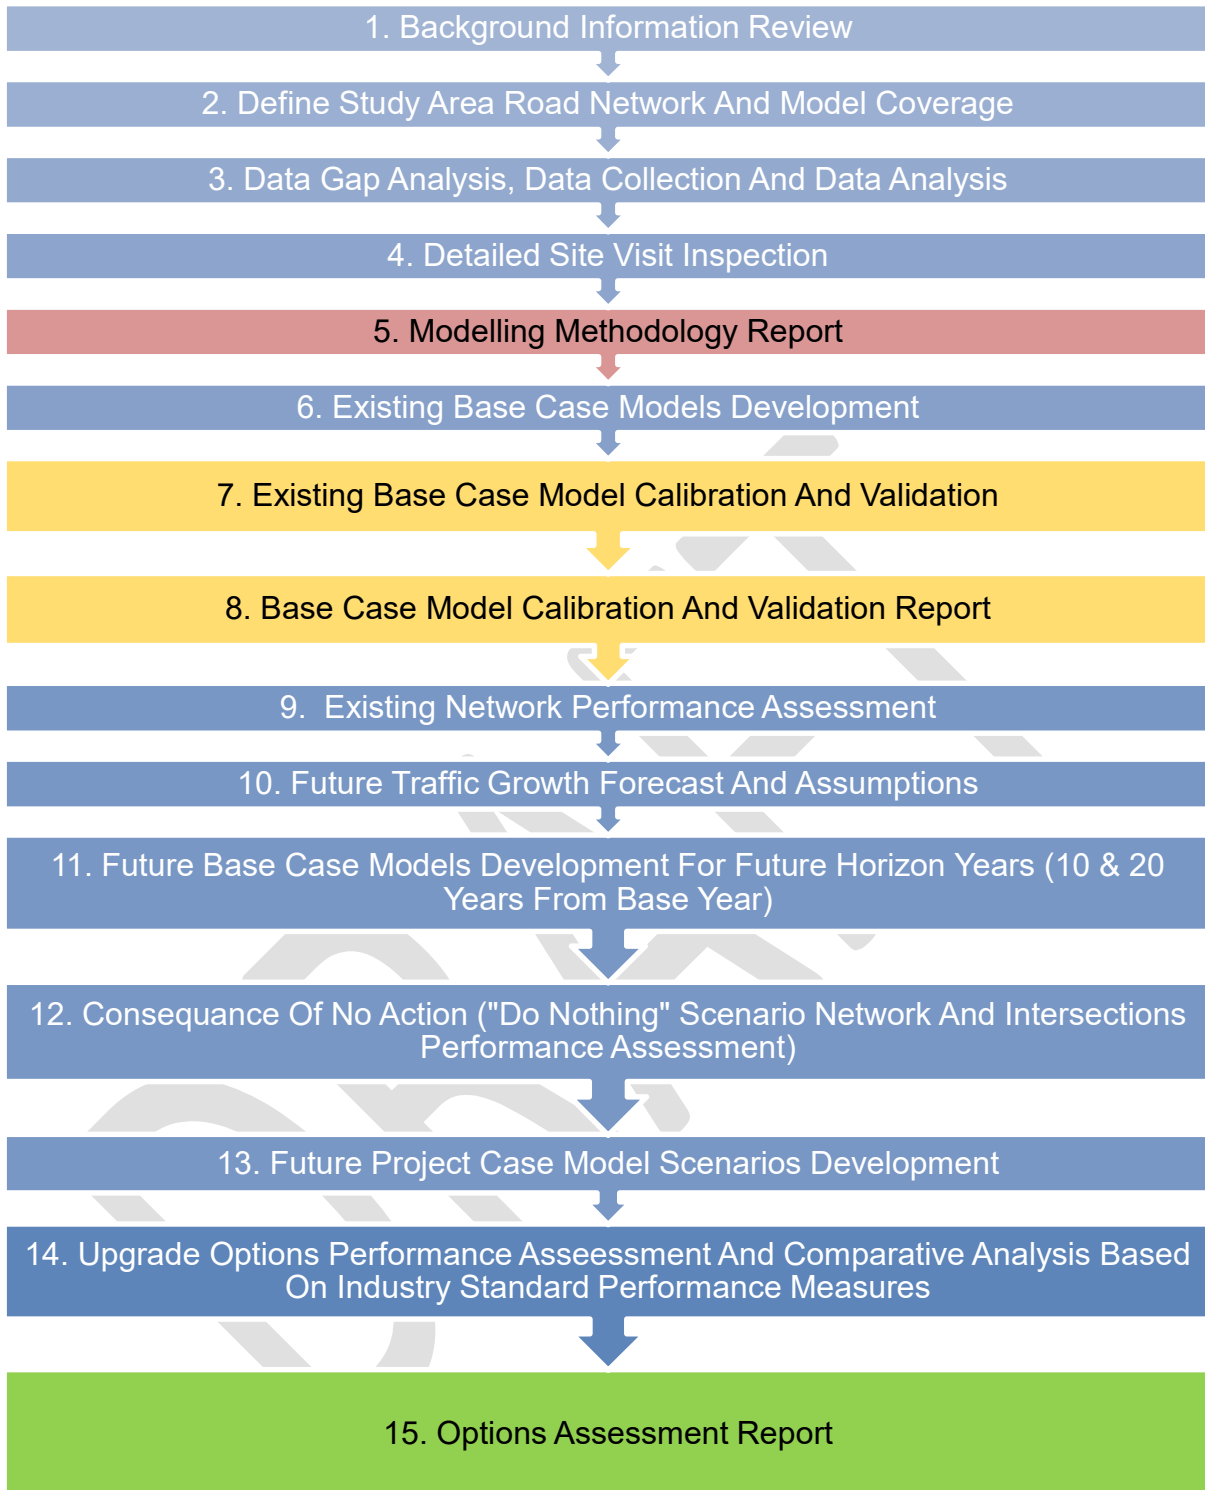 1. Background Information Review
2. Define Study Area Road Network And Model Coverage
3. Data Gap Analysis, Data Collection And Data Analysis
4. Detailed Site Visit Inspection
5. Modelling Methodology Report
6. Existing Base Case Models Development
7. Existing Base Case Model Calibration And Validation
8. Base Case Model Calibration And Validation Report
9.  Existing Network Performance Assessment
10. Future Traffic Growth Forecast And Assumptions
11. Future Base Case Models Development For Future Horizon Years (10 & 20
Years From Base Year)
12. Consequance Of No Action ("Do Nothing" Scenario Network And Intersections
Performance Assessment)
13. Future Project Case Model Scenarios Development
14. Upgrade Options Performance Asseessment And Comparative Analysis Based
On Industry Standard Performance Measures
15. Options Assessment Report